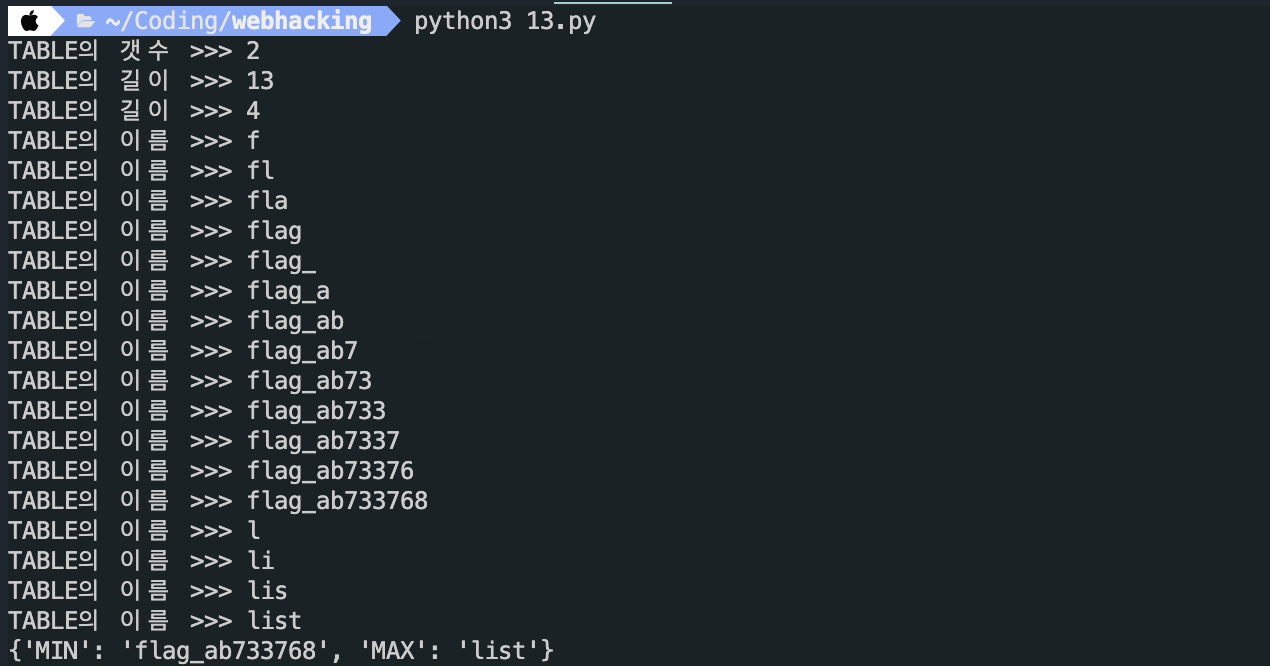 ~/Coding/webhacking python3 13.py
TABLE의 갯수 >>> 2
TABLE의 길이 >>> 13
TABLE의 길이 >>> 4
TABLE의 이름 >>> f
TABLE의 이름 >>> fl
TABLE의 이름 >>> fla
TABLE의 이름 >>> flag
TABLE의 이름 >>> flag_
TABLE의 이름 >>> flag_a
TABLE의 이름 >>> flag_ab
TABLE의 이름 >>> flag_ab7
TABLE의 이름 >>> flag_ab73
TABLE의 이름 >>> flag_ab733
TABLE의 이름 >>> flag_ab7337
TABLE의 이름 >>> flag_ab73376
TABLE의 이름 >>> flag_ab733768
TABLE의 이름 >>> l
TABLE의 이름 >>> li
TABLE의 이름 >>> lis
TABLE의 이름 >>> list
{'MIN': 'flag_ab733768', 'MAX': 'list'}